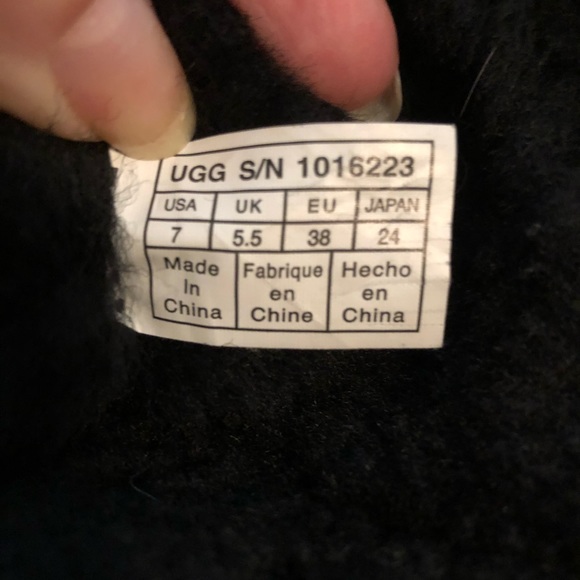 UGG S/N 1016223
USA UK EU JAPAN
7 5.5 38 24
Made Fabrique Hecho
In en en
China Chine China